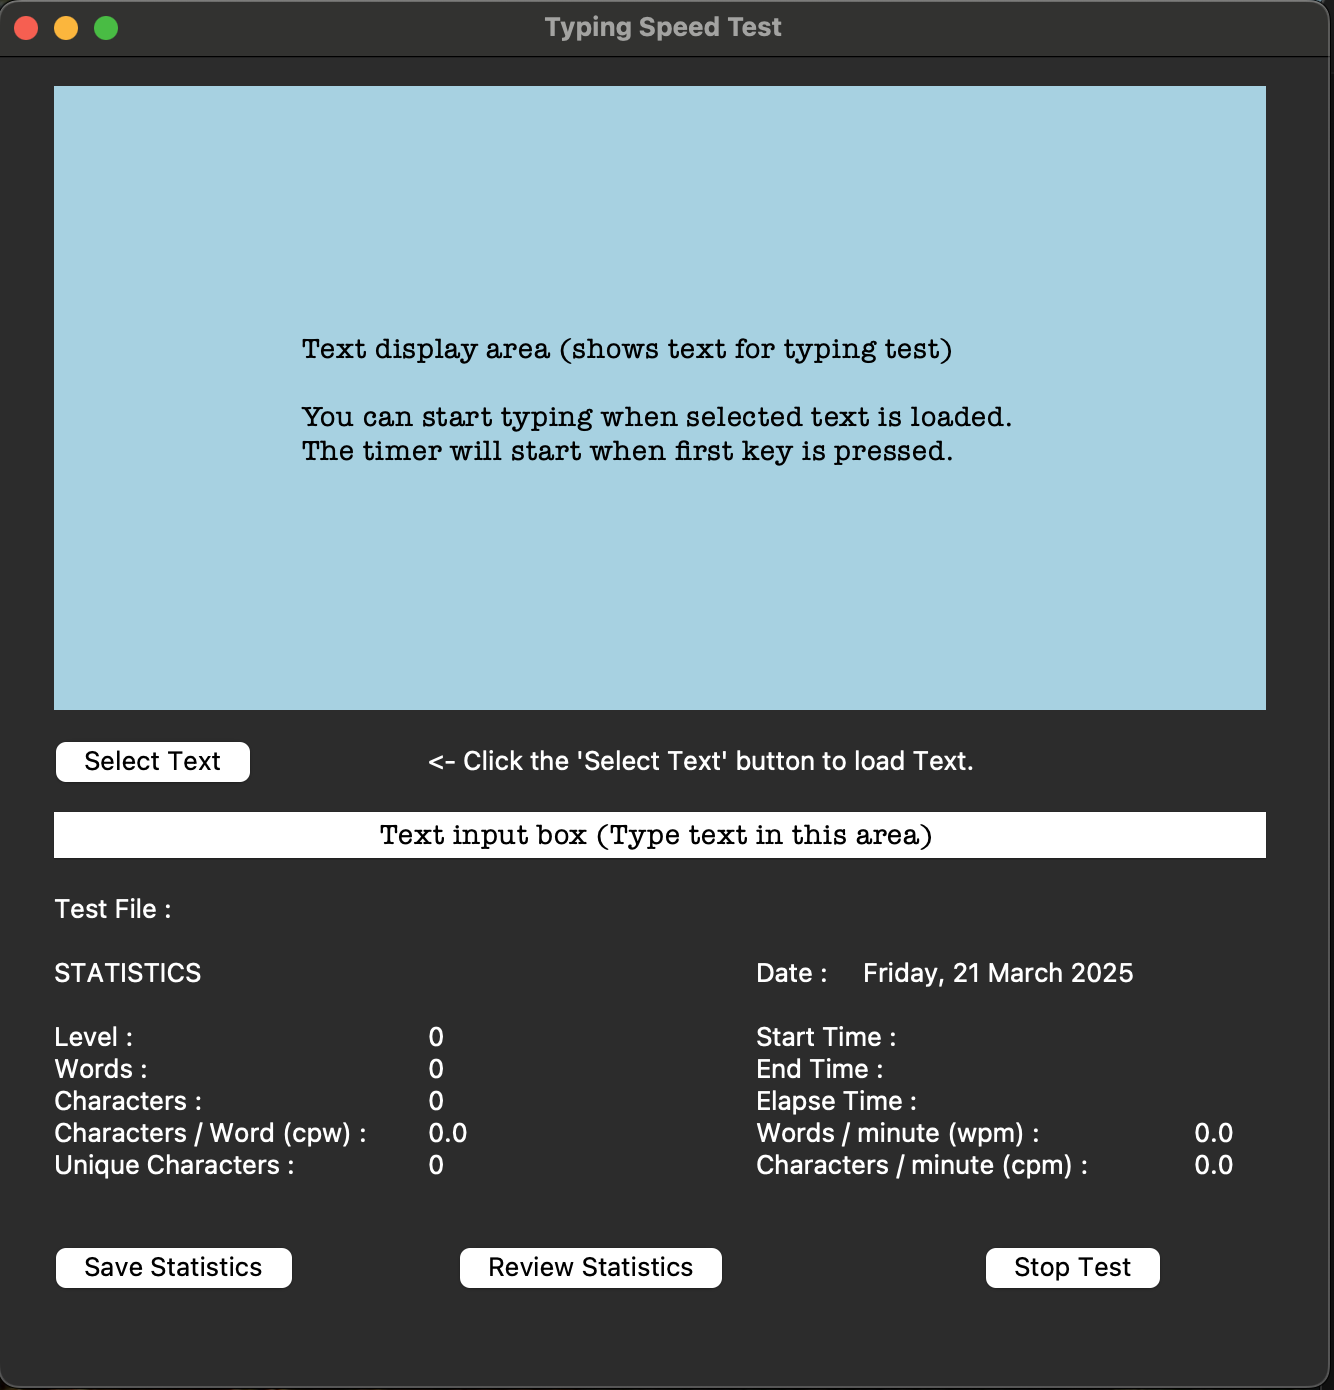 Typing Speed Test
Text display area (shows text for typing test)
You can start typing when selected text is loaded.
The timer will start when first key is pressed.
Select Text <- Click the 'Select Text' button to load Text.
Text input box (Type text in this area)
Test File :
STATISTICS Date : Friday, 21 March 2025
Level : 0 Start Time :
Words : 0 End Time :
Characters : 0 Elapse Time :
Characters / Word (cpw) : 0.0 Words / minute (wpm) : 0.0
Unique Characters : 0 Characters / minute (cpm) : 0.0
Save Statistics Review Statistics Stop Test